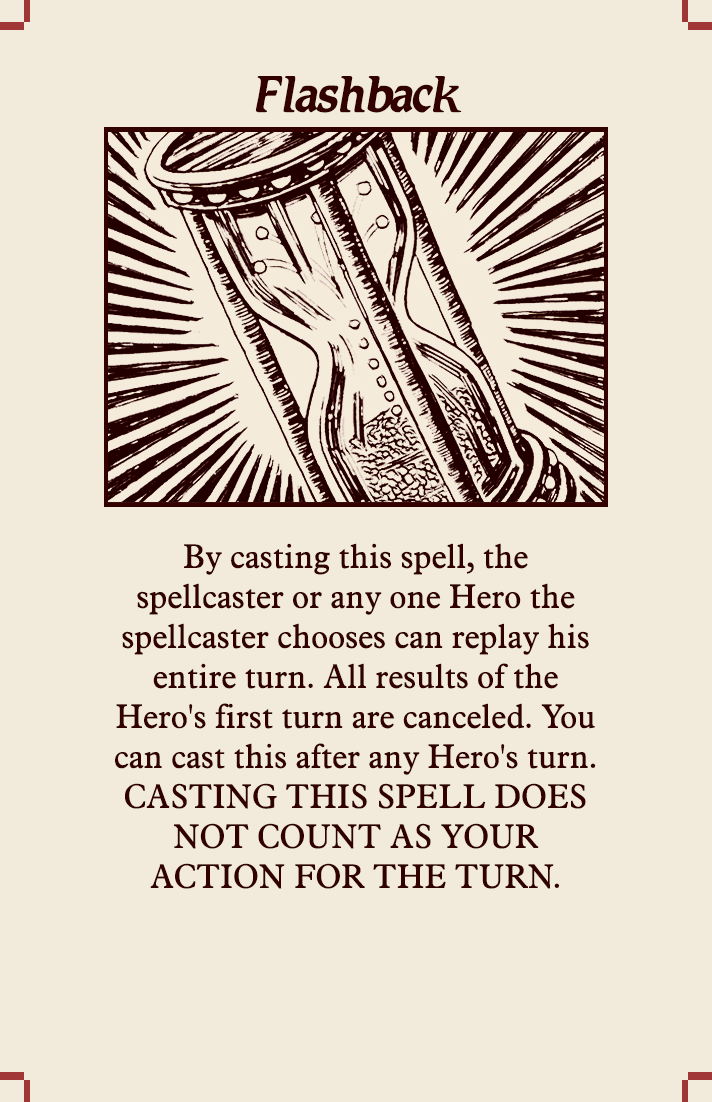 Flashback
By casting this spell, the
spellcaster or any one Hero the
spellcaster chooses can replay his
entire turn. All results of the
Hero's first turn are canceled. You
can cast this after any Hero's turn.
CASTING THIS SPELL DOES
NOT COUNT AS YOUR
ACTION FOR THE TURN.